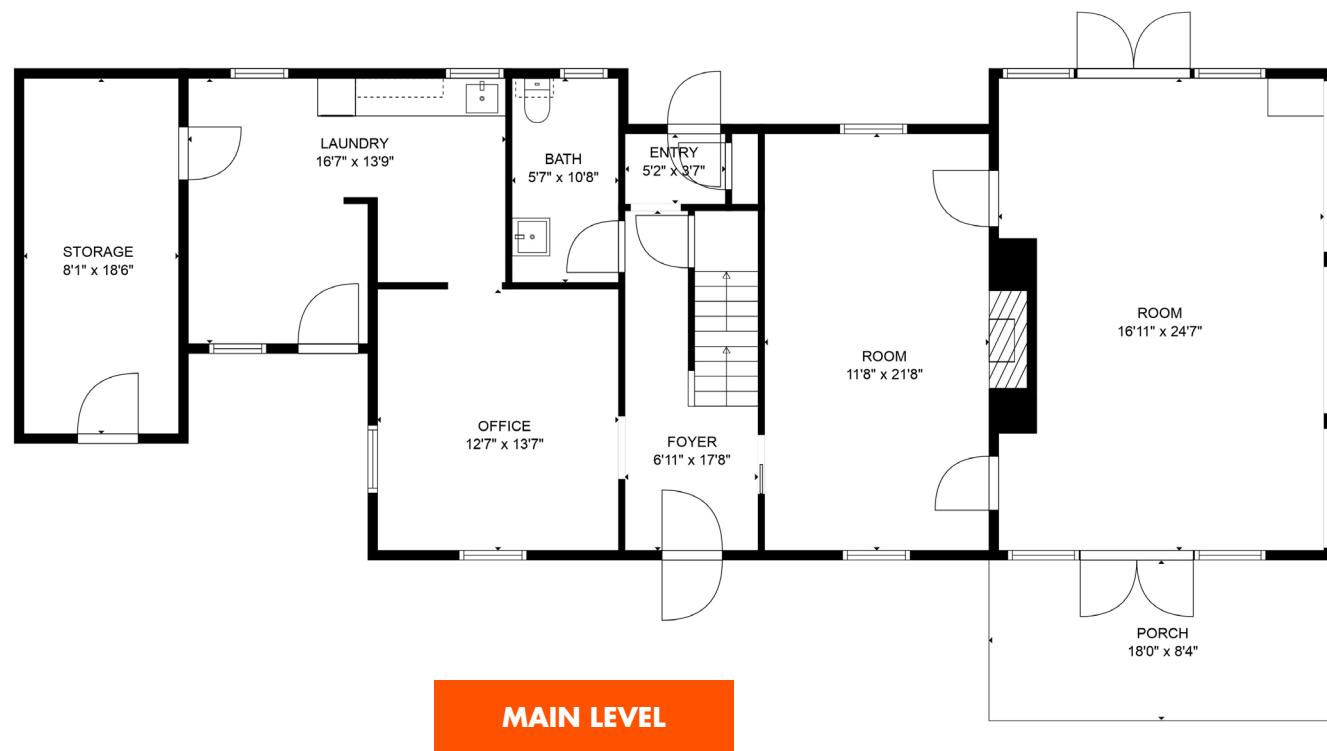 LAUNDRY
16'7" x 13'9"
BATH
5'7" x 10'8"
ENTRY
5'2" x 3'7"
STORAGE
8'1" x 18'6"
ROOM
16'11" x 24'7"
ROOM
11'8" x 21'8"
OFFICE
12'7" x 13'7"
FOYER
6'11" x 17'8"
PORCH
18'0" x 8'4"
MAIN LEVEL